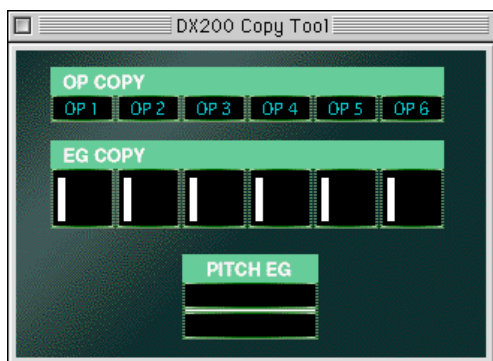 DX200 Copy Tool
OP COPY
OP 1 OP 2 OP 3 OP 4 OP 5 OP 6
EG COPY
PITCH EG